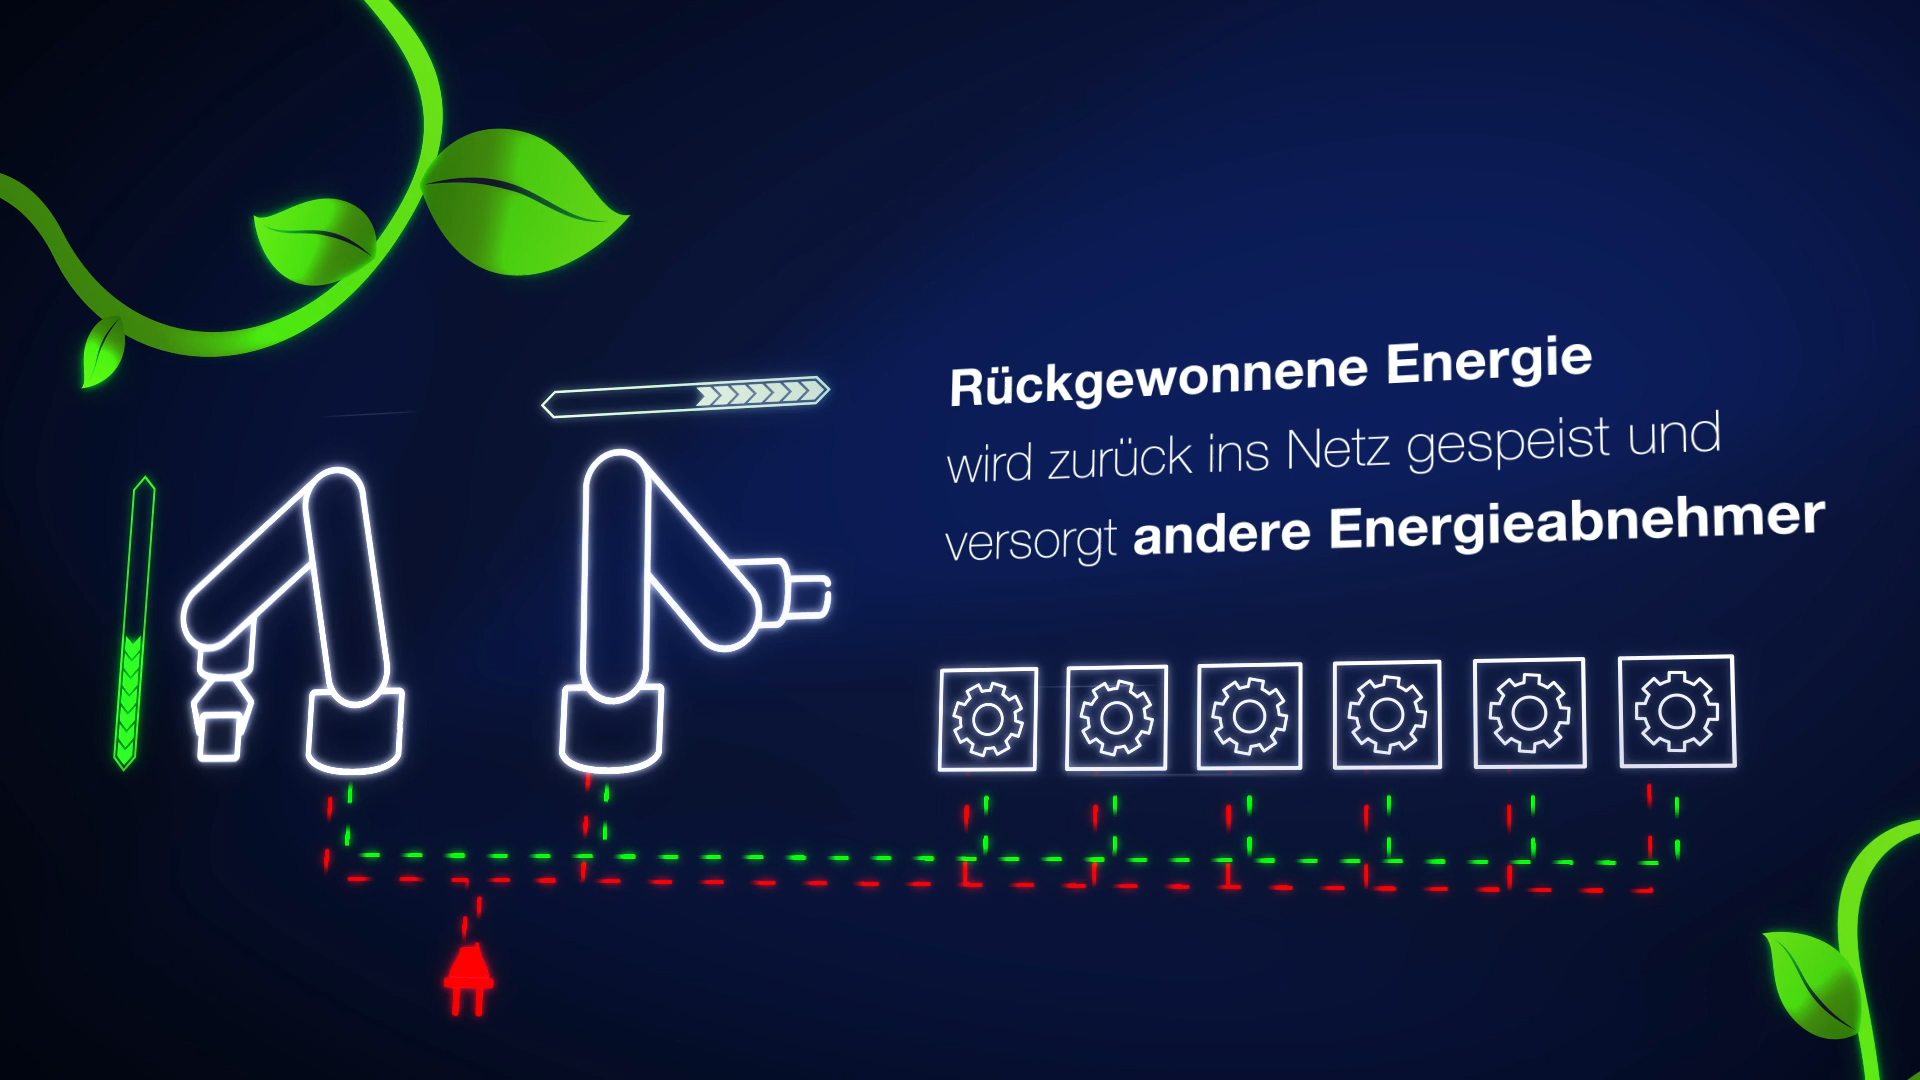 Rückgewonnene Energie
wird zurück ins Netz gespeist und
versorgt andere Energieabnehmer